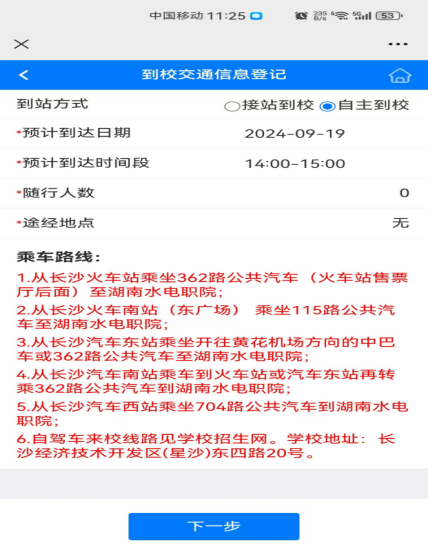 中国移动 11:25 235 B/s 5G 53
到校交通信息登记
到站方式 接站到校 自主到校
*预计到达日期 2024-09-19
*预计到达时间段 14:00-15:00
*随行人数 0
*途经地点 无
乘车路线:
1.从长沙火车站乘坐362路公共汽车（火车站售票
厅后面）至湖南水电职院;
2.从长沙火车南站（东广场） 乘坐115路公共汽
车至湖南水电职院;
3.从长沙汽车东站乘坐开往黄花机场方向的中巴
车或362路公共汽车至湖南水电职院;
4.从长沙汽车南站乘车到火车站或汽车东站再转
乘362路公共汽车到湖南水电职院;
5.从长沙汽车西站乘坐704路公共汽车到湖南水电
职院;
6.自驾车来校线路见学校招生网。学校地址：长
沙经济技术开发区(星沙)东四路20号。
下一步